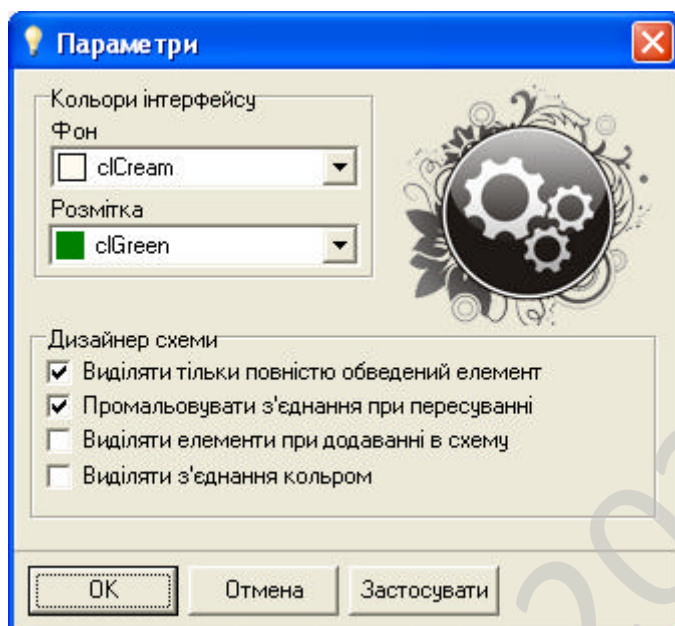 Параметри
Кольори інтерфейсу
Фон
clCream
Розмітка
clGreen
Дизайнер схеми
Виділяти тільки повністю обведений елемент
Промальовувати з'єднання при пересуванні
Виділяти елементи при додаванні в схему
Виділяти з'єднання кольром
OK
Отмена
Застосувати